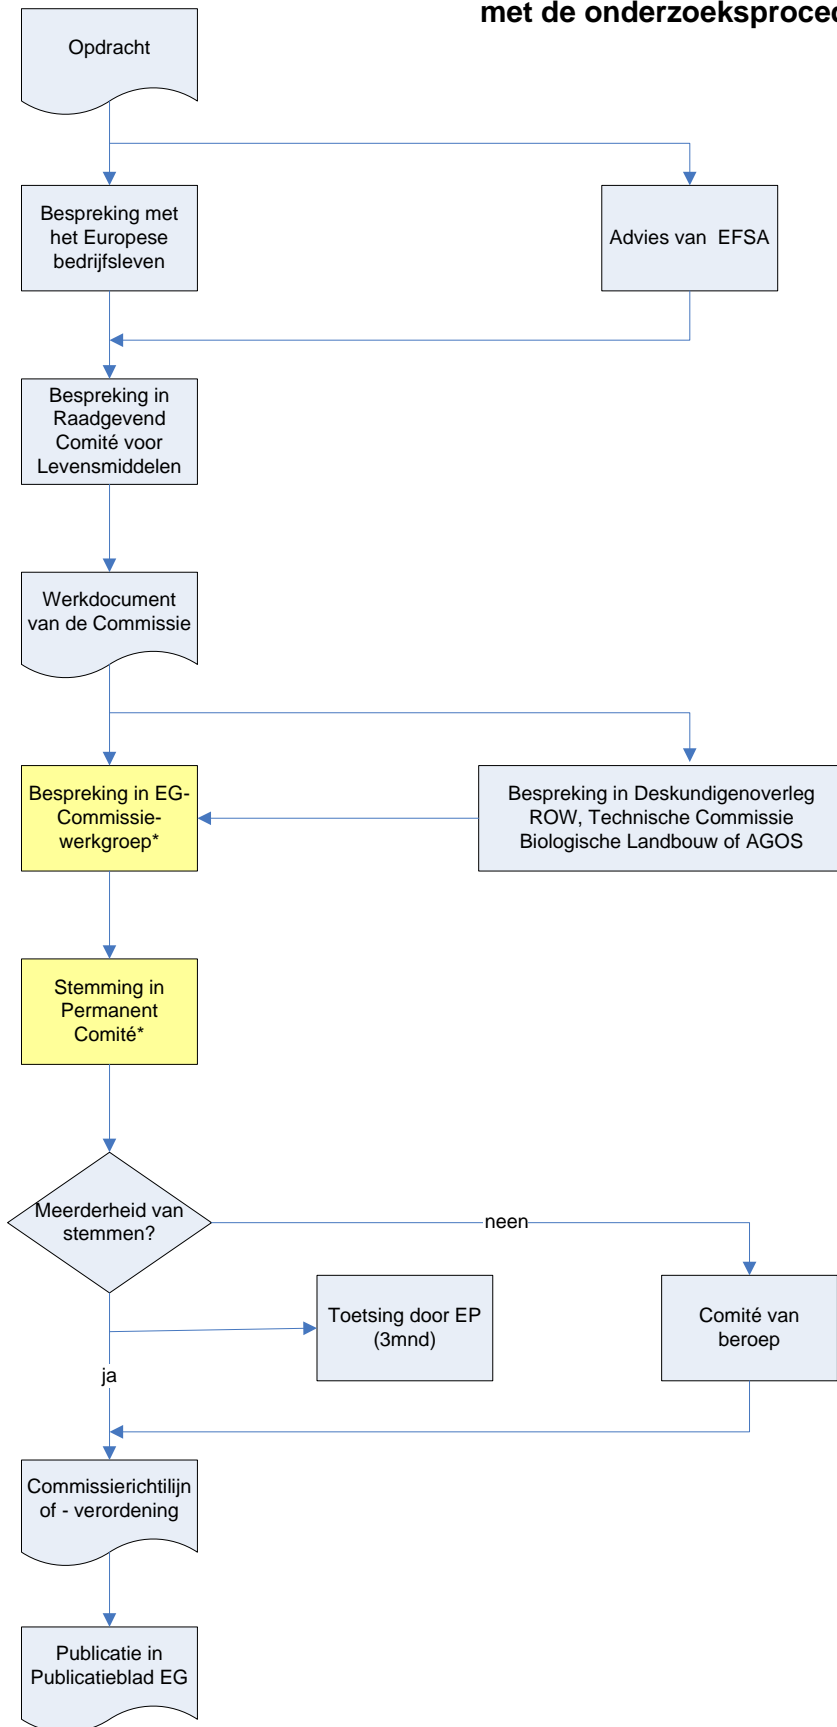 met de onderzoeksproced
Opdracht
Bespreking met
het Europese
bedrijfsleven
Advies van EFSA
Bespreking in
Raadgevend
Comité voor
Levensmiddelen
Werkdocument
van de Commissie
Bespreking in EG-
Commissie-
werkgroep*
Bespreking in Deskundigenoverleg
ROW, Technische Commissie
Biologische Landbouw of AGOS
Stemming in
Permanent
Comité*
Meerderheid van
stemmen?
neen
Toetsing door EP
(3mnd)
Comité van
beroep
ja
Commissierichtilijn
of - verordening
Publicatie in
Publicatieblad EG